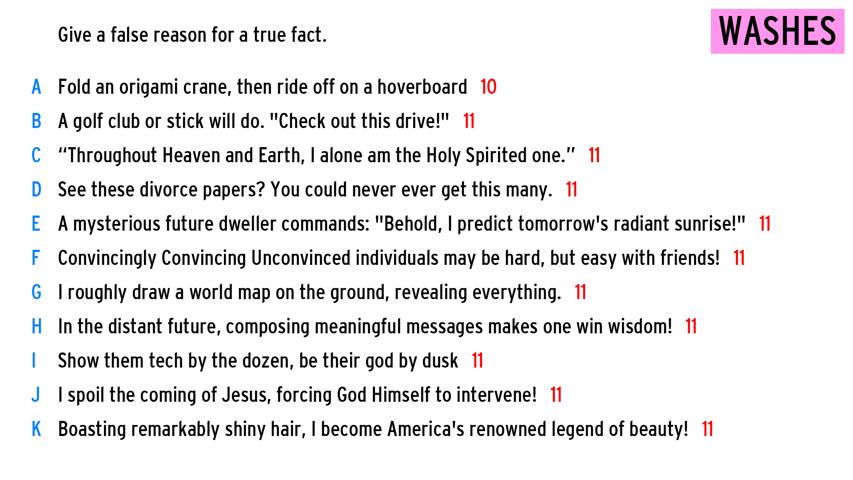 Give a false reason for a true fact.
WASHES
A Fold an origami crane, then ride off on a hoverboard 10
B A golf club or stick will do. "Check out this drive!" 11
C “Throughout Heaven and Earth, I alone am the Holy Spirited one.” 11
D See these divorce papers? You could never ever get this many. 11
E A mysterious future dweller commands: "Behold, I predict tomorrow's radiant sunrise!" 11
F Convincingly Convincing Unconvinced individuals may be hard, but easy with friends! 11
G I roughly draw a world map on the ground, revealing everything. 11
H In the distant future, composing meaningful messages makes one win wisdom! 11
I Show them tech by the dozen, be their god by dusk 11
J I spoil the coming of Jesus, forcing God Himself to intervene! 11
K Boasting remarkably shiny hair, I become America's renowned legend of beauty! 11